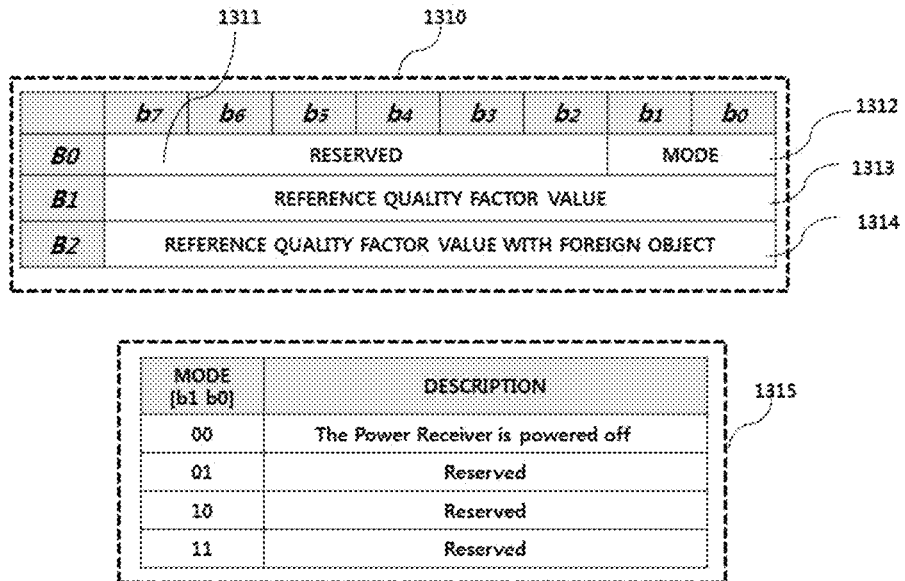 1311
1310
b7 b6 b5 b4 b3 b2 b1 b0
1312
B0 RESERVED MODE
1313
B1 REFERENCE QUALITY FACTOR VALUE
1314
B2 REFERENCE QUALITY FACTOR VALUE WITH FOREIGN OBJECT
MODE
[b1 b0]
DESCRIPTION
1315
00 The Power Receiver is powered off
01 Reserved
10 Reserved
11 Reserved